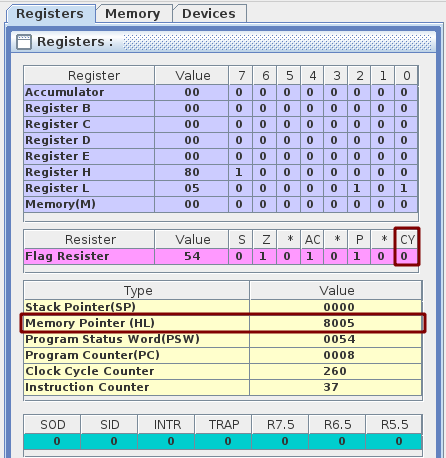 Registers Memory Devices
Registers :
Register Value 7 6 5 4 3 2 1 0
Accumulator 00 0 0 0 0 0 0 0 0
Register B 00 0 0 0 0 0 0 0 0
Register C 00 0 0 0 0 0 0 0 0
Register D 00 0 0 0 0 0 0 0 0
Register E 00 0 0 0 0 0 0 0 0
Register H 80 1 0 0 0 0 0 0 0
Register L 05 0 0 0 0 0 1 0 1
Memory(M) 00 0 0 0 0 0 0 0 0
Resister Value S Z * AC * P * CY
Flag Resister 54 0 1 0 1 0 1 0 0
Type Value
Stack Pointer(SP) 0000
Memory Pointer (HL) 8005
Program Status Word(PSW) 0054
Program Counter(PC) 0008
Clock Cycle Counter 260
Instruction Counter 37
SOD SID INTR TRAP R7.5 R6.5 R5.5
0 0 0 0 0 0 0